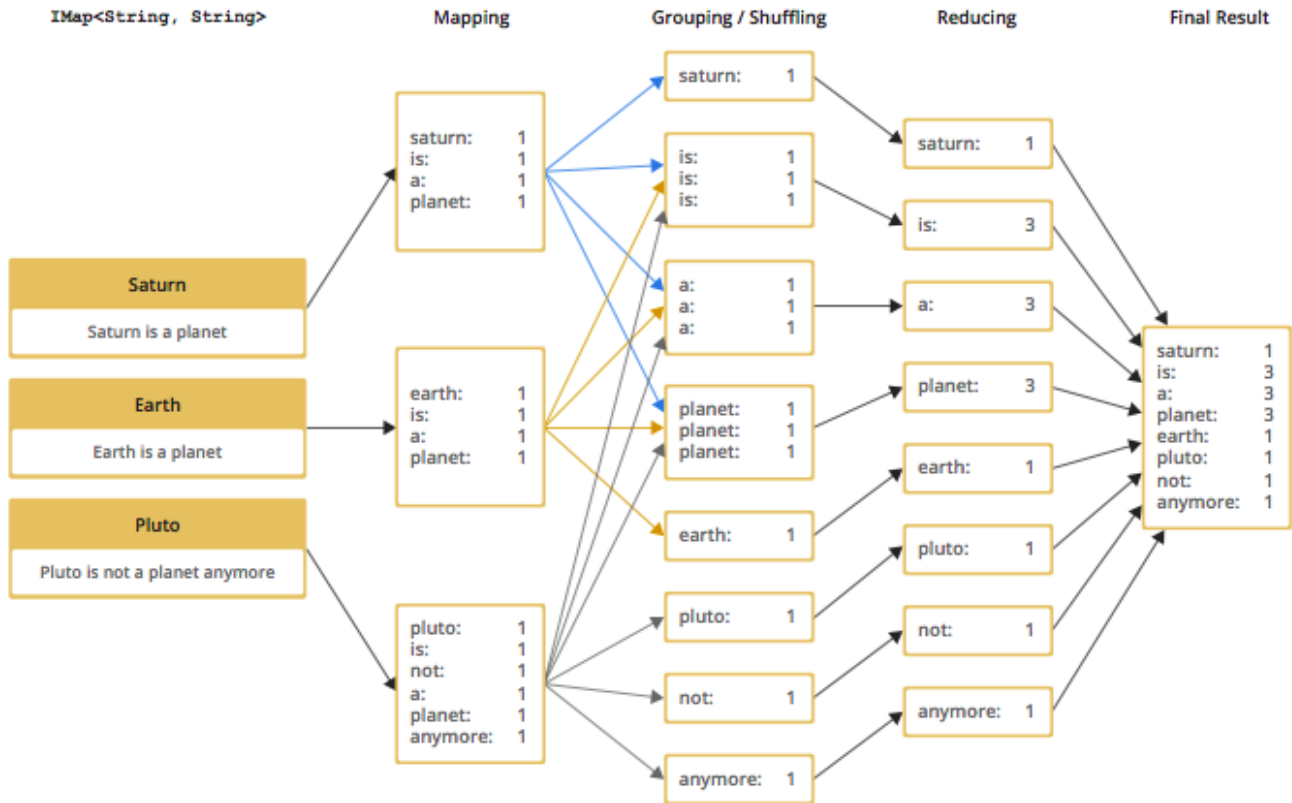 IMap<String, String>
Mapping
Grouping / Shuffling
Reducing
Final Result
Saturn
Saturn is a planet
Earth
Earth is a planet
Pluto
Pluto is not a planet anymore
saturn: 1
is: 1
a: 1
planet: 1
earth: 1
is: 1
a: 1
planet: 1
pluto: 1
is: 1
not: 1
a: 1
planet: 1
anymore: 1
saturn: 1
is: 1
is: 1
is: 1
a: 1
a: 1
a: 1
planet: 1
planet: 1
planet: 1
earth: 1
pluto: 1
not: 1
anymore: 1
saturn: 1
is: 3
a: 3
planet: 3
earth: 1
pluto: 1
not: 1
anymore: 1
saturn: 1
is: 3
a: 3
planet: 3
earth: 1
pluto: 1
not: 1
anymore: 1